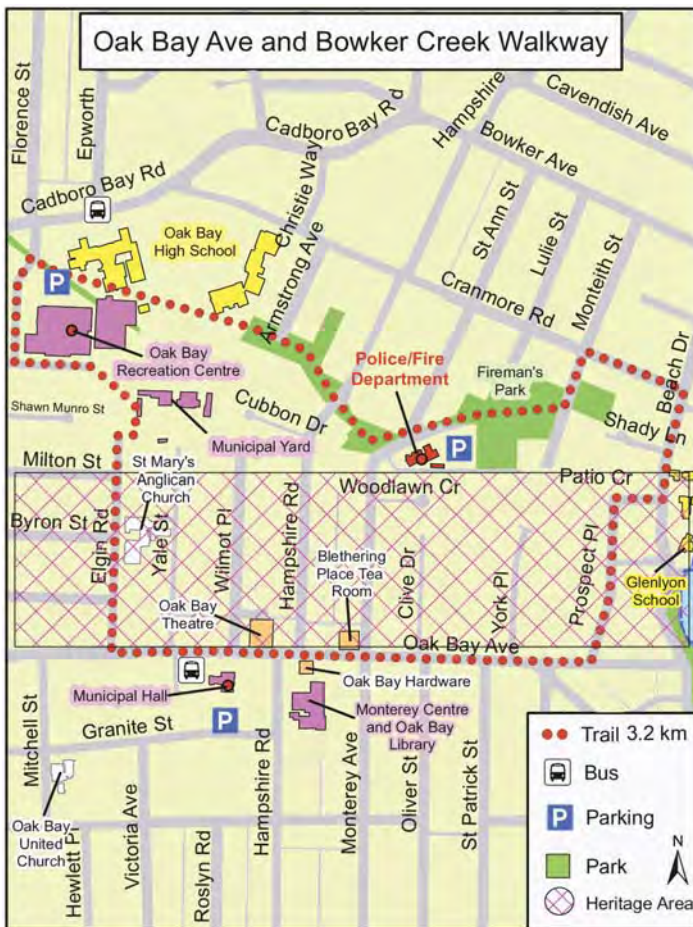 Oak Bay Ave and Bowker Creek Walkway
Florence St
Epworth
Cadboro Bay Rd
Cadboro Bay Rd
Hampshire
Cavendish Ave
Bowker Ave
Christie Way
Oak Bay
High School
P
Armstrong Ave
St Ann St
Lulie St
Monteith St
Cranmore Rd
Beach Dr
Oak Bay
Recreation Centre
Police/Fire
Department
Fireman's
Park
Shawn Munro St
Cubbon Dr
Municipal Yard
P
Shady Ln
Milton St
St Mary's
Anglican
Church
Woodlawn Cr
Patio Cr
Byron St
Elgin Rd
Yale St
Wilmot Pl
Hampshire Rd
Blethering
Place Tea
Room
Clive Dr
York Pl
Prospect Pl
Glenlyon
School
Oak Bay
Theatre
Oak Bay Ave
Municipal Hall
Oak Bay Hardware
Monterey Centre
and Oak Bay
Library
Mitchell St
Granite St
P
Oak Bay
United
Church
Hewlett Pl
Victoria Ave
Roslyn Rd
Hampshire Rd
Monterey Ave
Oliver St
St Patrick St
Trail 3.2 km
Bus
P Parking
Park
N
Heritage Area